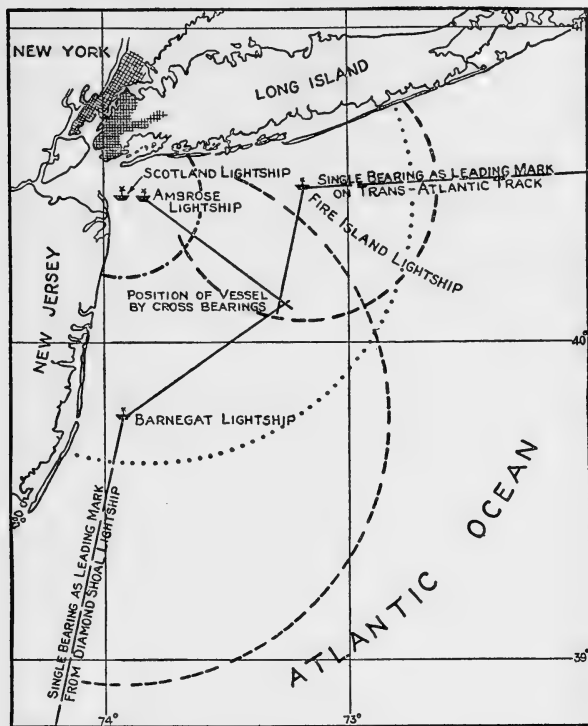 41°
NEW YORK
LONG ISLAND
SCOTLAND LIGHTSHIP
AMBROSE
LIGHTSHIP
SINGLE BEARING AS LEADING MARK
ON TRANS-ATLANTIC TRACK
FIRE ISLAND LIGHTSHIP
NEW JERSEY
POSITION OF VESSEL
BY CROSS BEARINGS
40°
BARNEGAT LIGHTSHIP
ATLANTIC OCEAN
SINGLE BEARING AS LEADING MARK
FROM DIAMOND SHOAL LIGHTSHIP
39°
74°
73°